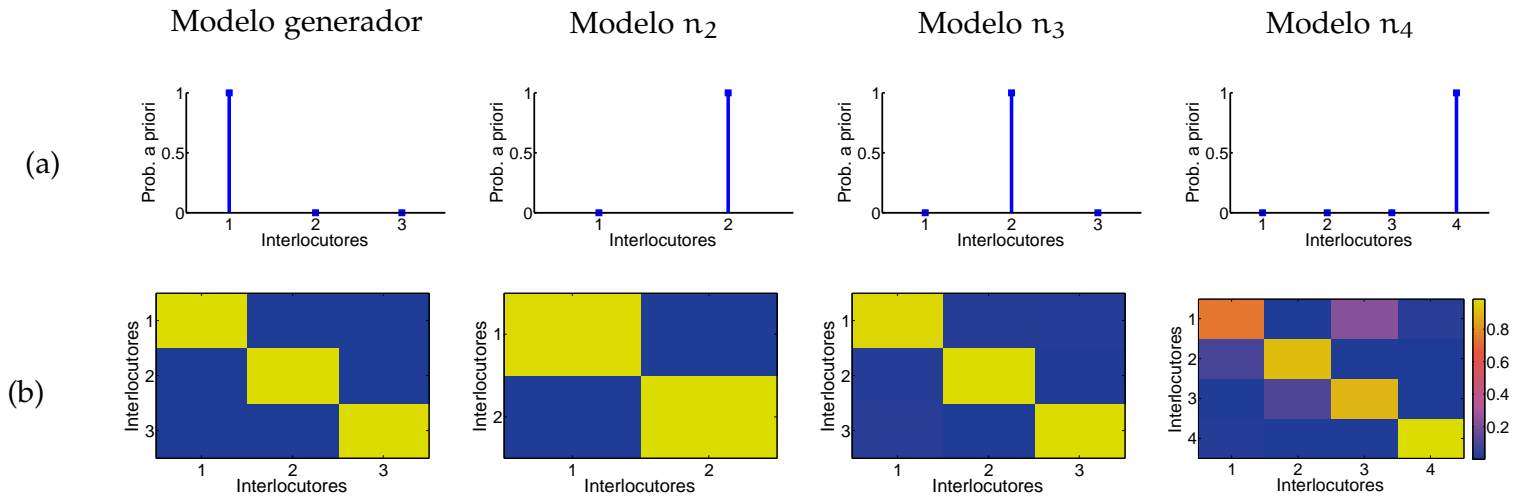 Modelo generador
Modelo n2
Modelo n3
Modelo n4
(a)
Prob. a priori
1
0.5
0
1 2 3
Interlocutores
Prob. a priori
1
0.5
0
1 2
Interlocutores
Prob. a priori
1
0.5
0
1 2 3
Interlocutores
Prob. a priori
1
0.5
0
1 2 3 4
Interlocutores
(b)
Interlocutores
1
2
3
1 2 3
Interlocutores
Interlocutores
1
2
1 2
Interlocutores
Interlocutores
1
2
3
1 2 3
Interlocutores
Interlocutores
1
2
3
4
1 2 3 4
Interlocutores
0.8
0.6
0.4
0.2